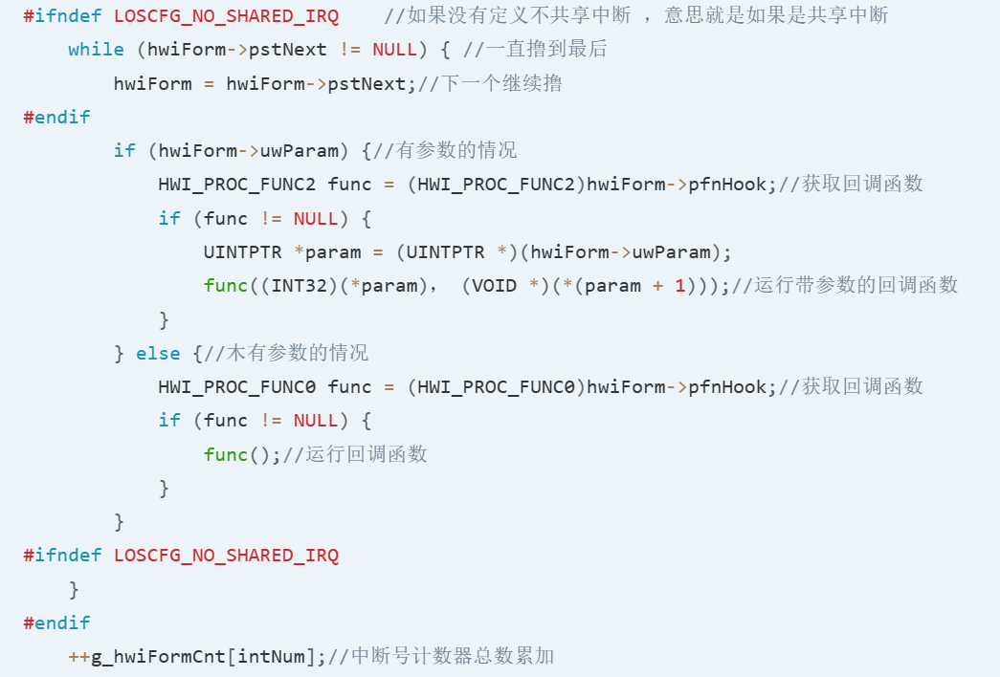 #ifndef LOSCFG_NO_SHARED_IRQ    //如果没有定义不共享中断 ，意思就是如果是共享中断
    while (hwiForm->pstNext != NULL) { //一直撸到最后
        hwiForm = hwiForm->pstNext;//下一个继续撸
#endif
        if (hwiForm->uwParam) {//有参数的情况
            HWI_PROC_FUNC2 func = (HWI_PROC_FUNC2)hwiForm->pfnHook;//获取回调函数
            if (func != NULL) {
                UINTPTR *param = (UINTPTR *)(hwiForm->uwParam);
                func((INT32)(*param), (VOID *)(*(param + 1)));//运行带参数的回调函数
            }
        } else {//木有参数的情况
            HWI_PROC_FUNC0 func = (HWI_PROC_FUNC0)hwiForm->pfnHook;//获取回调函数
            if (func != NULL) {
                func();//运行回调函数
            }
        }
#ifndef LOSCFG_NO_SHARED_IRQ
    }
#endif
    ++g_hwiFormCnt[intNum];//中断号计数器总数累加